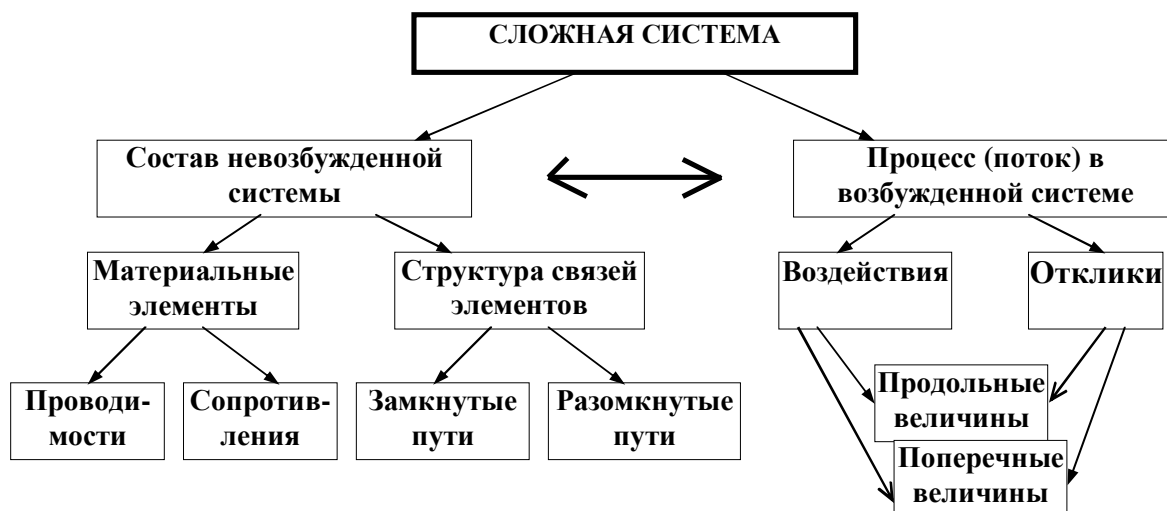 СЛОЖНАЯ СИСТЕМА
Состав невозбужденной
системы
Процесс (поток) в
возбужденной системе
Материальные
элементы
Структура связей
элементов
Воздействия
Отклики
Проводи-
мости
Сопротив-
ления
Замкнутые
пути
Разомкнутые
пути
Продольные
величины
Поперечные
величины